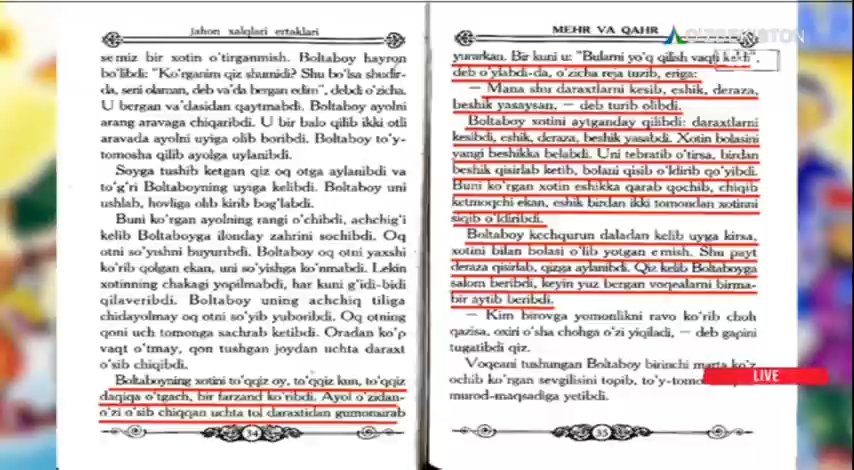 Jahon xalqlari ertaklari
semiz bir xotin o'tirganmish. Boltaboy hayron
bo'libdi: "Ko'rganim qiz shumidi? Shu bo'lsa shudir-
da, seni olaman, deb va'da bergan edim", debdi o'zicha.
U bergan va'dasidan qaytmabdi. Boltaboy ayolni
arang aravaga chiqaribdi. U bir balo qilib ikki otli
aravada ayolni uyiga olib boribdi. Boltaboy to'y-
tomosha qilib ayolga uylanibdi.
Soyga tushib ketgan qiz oq otga aylanibdi va
to'g'ri Boltaboyning uyiga kelibdi. Boltaboy uni
ushlab, hovliga olib kirib bog'labdi.
Buni ko'rgan ayolning rangi o'chibdi, achchig'i
kelib Boltaboyga ilonday zahrini sochibdi. Oq
otni so'yishni buyuribdi. Boltaboy oq otni yaxshi
ko'rib qolgan ekan, uni so'yishga ko'nmabdi. Lekin
xotinning chakagi yopilmabdi, har kuni g'idi-bidi
qilaveribdi. Boltaboy uning achchiq tiliga
chidayolmay oq otni so'yib yuboribdi. Oq otning
qoni uch tomonga sachrab ketibdi. Oradan ko'p
vaqt o'tmay, qon tushgan joydan uchta daraxt
o'sib chiqibdi.
Boltaboyning xotini to'qqiz oy, to'qqiz kun, to'qqiz
daqiqa o'tgach, bir farzand ko'ribdi. Ayol o'zidan-
o'zi o'sib chiqqan uchta tol daraxtidan gumonsirab
34
MEHR VA QAHR
yurarkan. Bir kuni u: "Bularni yo'q qilish vaqti keldi",
deb o'ylabdi-da, o'zicha reja tuzib, eriga:
— Mana shu daraxtlarni kesib, eshik, deraza,
beshik yasaysan, — deb turib olibdi.
Boltaboy xotini aytganday qilibdi: daraxtlarni
kesibdi, eshik, deraza, beshik yasabdi. Xotin bolasini
yangi beshikka belabdi. Uni tebratib o'tirsa, birdan
beshik qisirlab ketib, bolani qisib o'ldirib qo'yibdi.
Buni ko'rgan xotin eshikka qarab qochib, chiqib
ketmoqchi ekan, eshik birdan ikki tomondan xotinni
siqib o'ldiribdi.
Boltaboy kechqurun daladan kelib uyga kirsa,
xotini bilan bolasi o'lib yotgan emish. Shu payt
deraza qisirlab, qizga aylanibdi. Qiz kelib Boltaboyga
salom beribdi, keyin yuz bergan voqealarni birma-
bir aytib beribdi.
— Kim birovga yomonlikni ravo ko'rib choh
qazisa, oxiri o'sha chohga o'zi yiqiladi, — deb gapini
tugatibdi qiz.
Voqeani tushungan Boltaboy birinchi marta ko'z
ochib ko'rgan sevgilisini topib, to'y-tomo
murod-maqsadiga yetibdi.
35
O'ZBEKISTON
LIVE